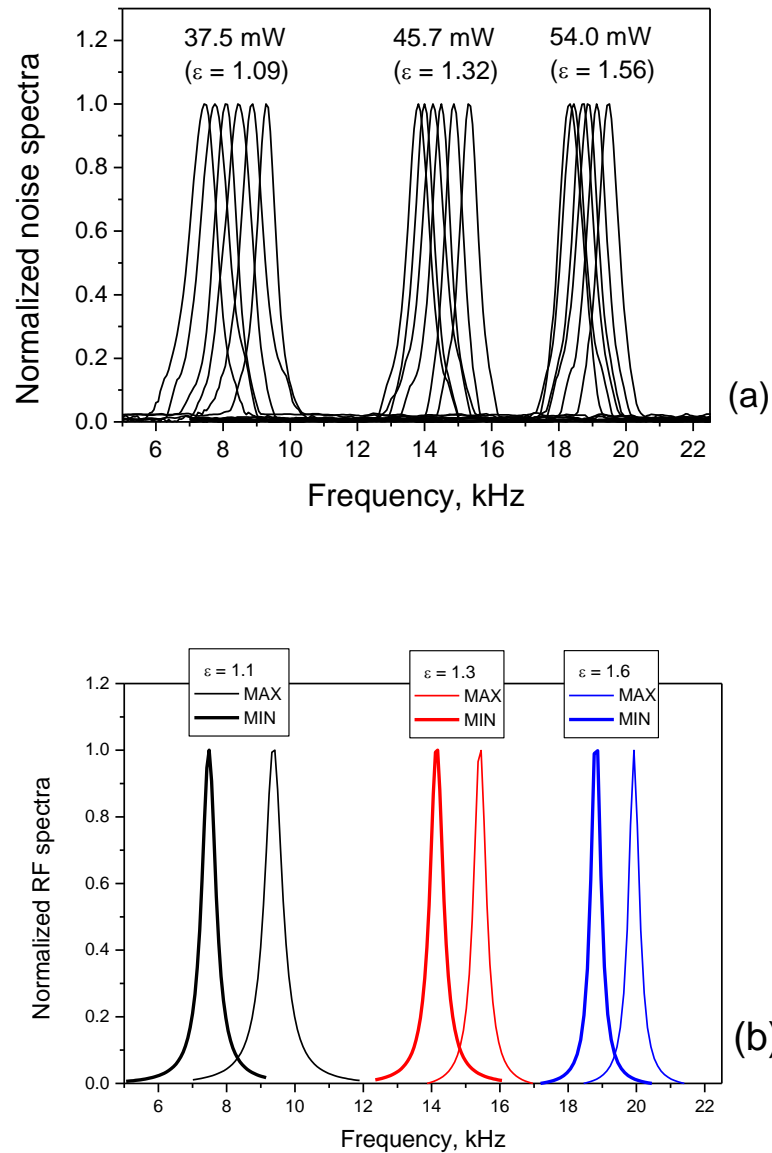 37.5 mW 45.7 mW 54.0 mW
(ε = 1.09) (ε = 1.32) (ε = 1.56)
1.2
1.0
0.8
0.6
0.4
0.2
0.0
Normalized noise spectra
6 8 10 12 14 16 18 20 22
Frequency, kHz
(a)
ε = 1.1
MAX
MIN
ε = 1.3
MAX
MIN
ε = 1.6
MAX
MIN
1.2
1.0
0.8
0.6
0.4
0.2
0.0
Normalized RF spectra
6 8 10 12 14 16 18 20 22
Frequency, kHz
(b)